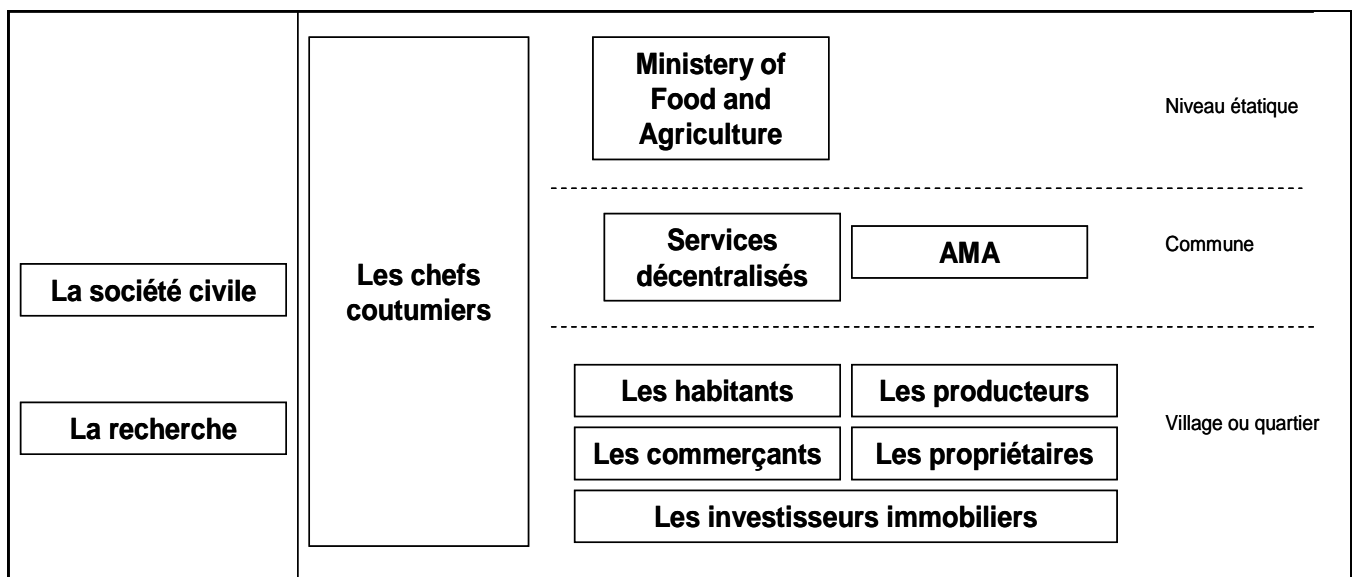 La société civile
La recherche
Les chefs
coutumiers
Ministery of
Food and
Agriculture
Niveau étatique
Services
décentralisés
AMA
Commune
Les habitants
Les producteurs
Les commerçants
Les propriétaires
Les investisseurs immobiliers
Village ou quartier